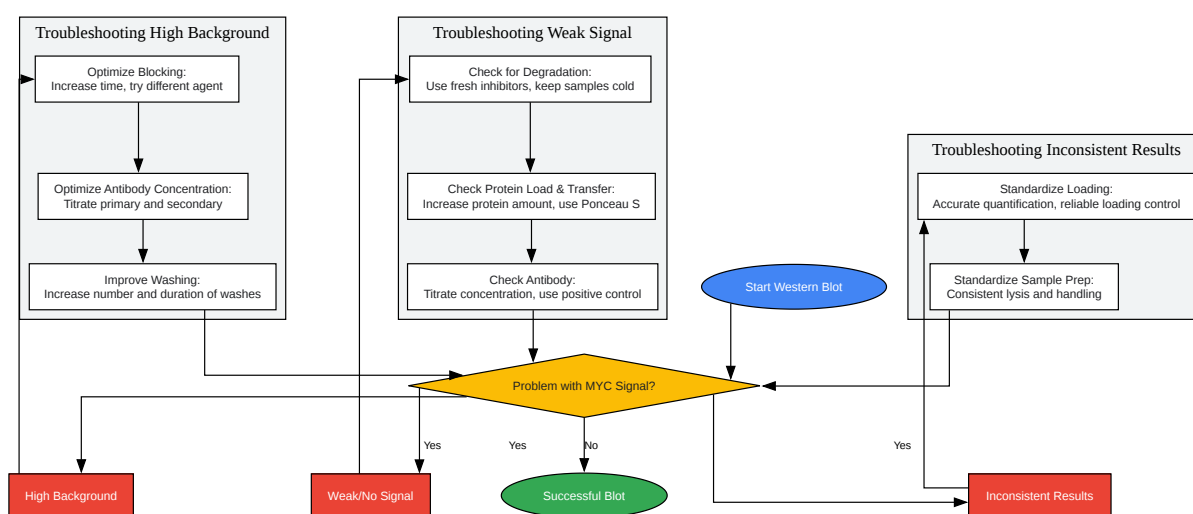 Troubleshooting High Background
Optimize Blocking:
Increase time, try different agent
Optimize Antibody Concentration:
Titrate primary and secondary
Improve Washing:
Increase number and duration of washes
Troubleshooting Weak Signal
Check for Degradation:
Use fresh inhibitors, keep samples cold
Check Protein Load & Transfer:
Increase protein amount, use Ponceau S
Check Antibody:
Titrate concentration, use positive control
Troubleshooting Inconsistent Results
Standardize Loading:
Accurate quantification, reliable loading control
Standardize Sample Prep:
Consistent lysis and handling
Start Western Blot
Problem with MYC Signal?
Yes
Yes
No
Yes
High Background
Weak/No Signal
Successful Blot
Inconsistent Results